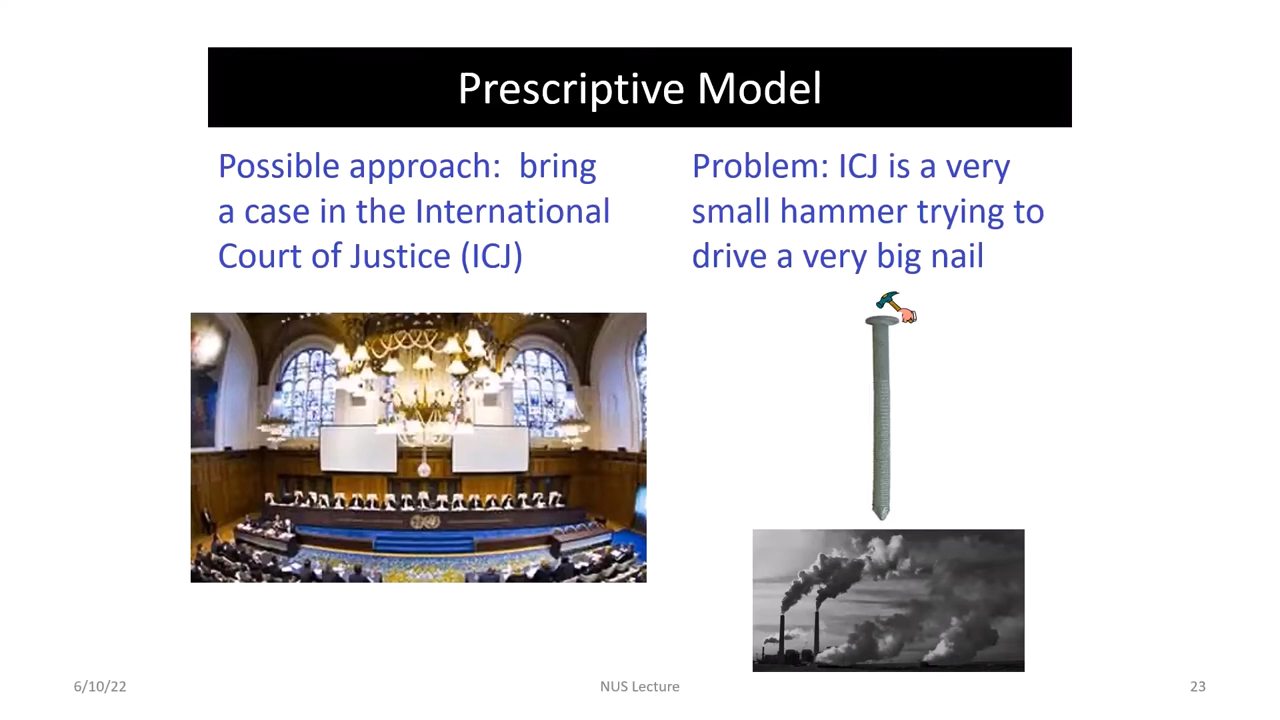 Prescriptive Model
Possible approach:  bring
a case in the International
Court of Justice (ICJ)
Problem: ICJ is a very
small hammer trying to
drive a very big nail
6/10/22
NUS Lecture
23